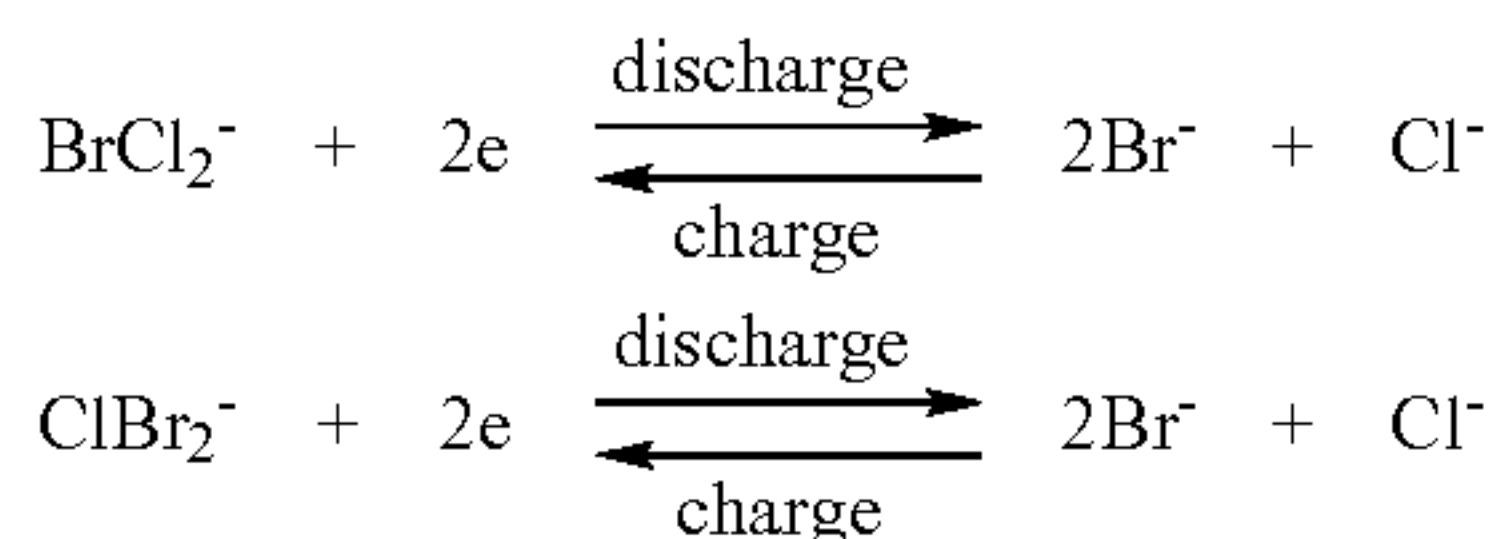 discharge
BrCl₂⁻ + 2e 2Br⁻ + Cl⁻
charge
discharge
ClBr₂⁻ + 2e 2Br⁻ + Cl⁻
charge